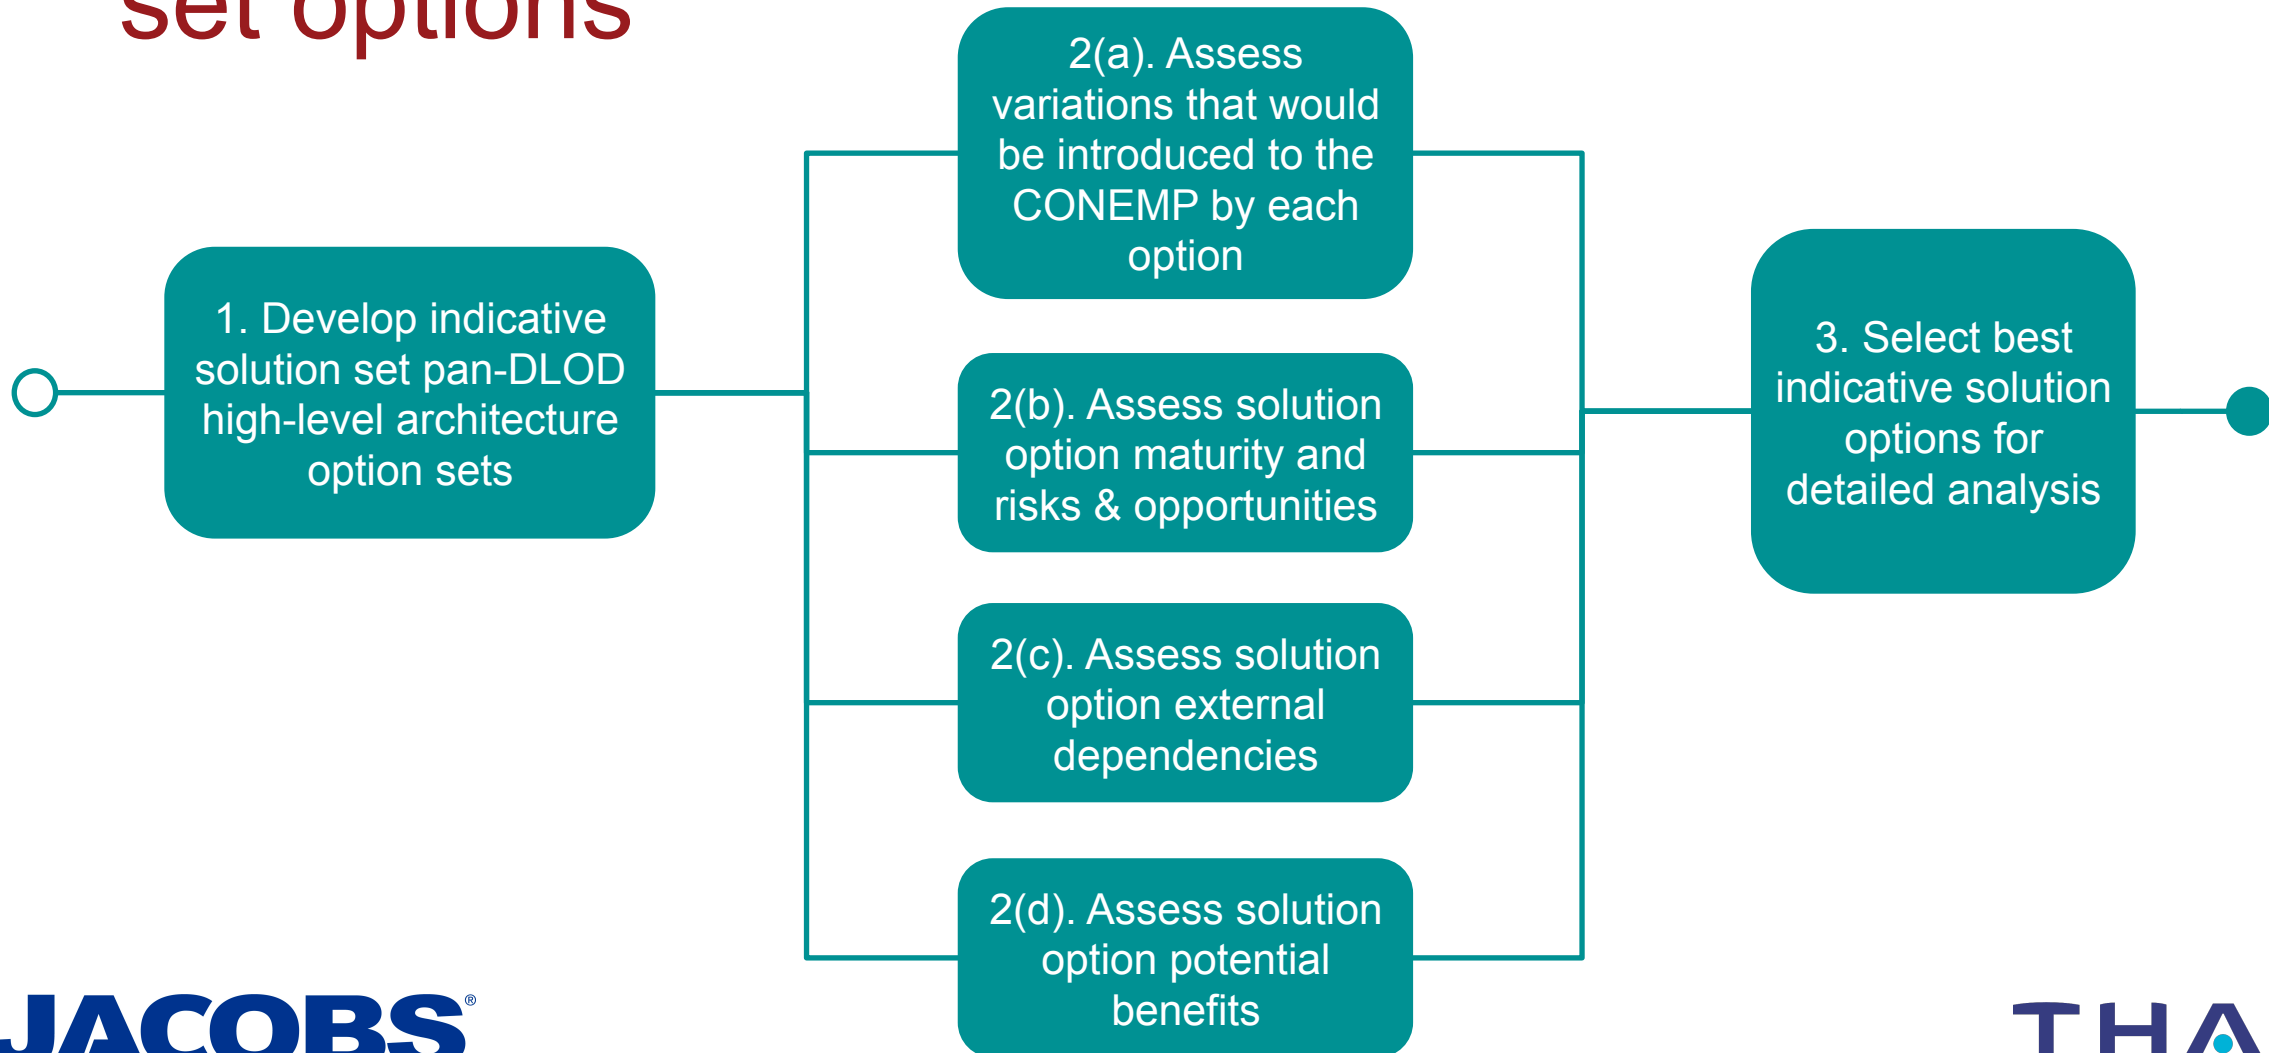 set options
2(a). Assess
variations that would
be introduced to the
CONEMP by each
option
1. Develop indicative
solution set pan-DLOD
high-level architecture
option sets
2(b). Assess solution
option maturity and
risks & opportunities
2(c). Assess solution
option external
dependencies
2(d). Assess solution
option potential
benefits
3. Select best
indicative solution
options for
detailed analysis
JACOBS®
THA